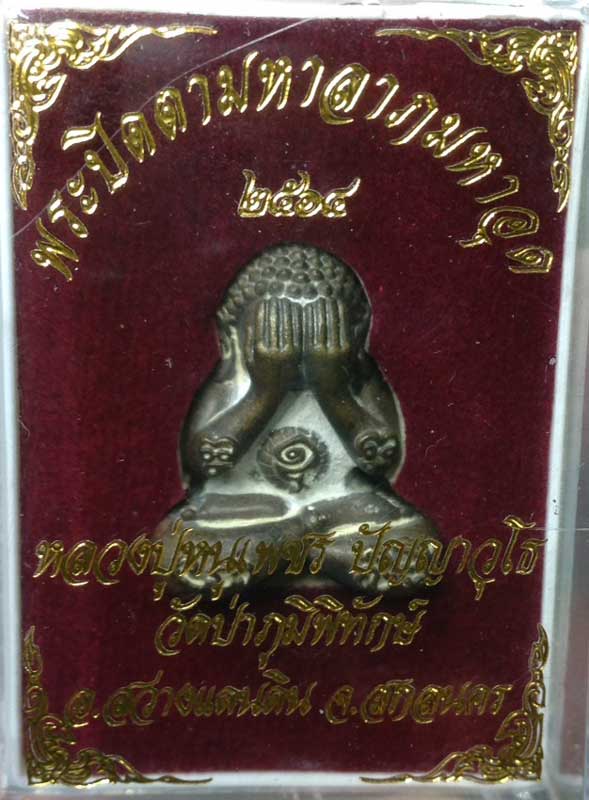 พระปิดตามหาลาภมหาอุด
๒๕๖๔
หลวงปู่หนูเพชร ปัญญาวุโธ
วัดป่าภูมิพิทักษ์
อ.สว่างแดนดิน จ.สกลนคร